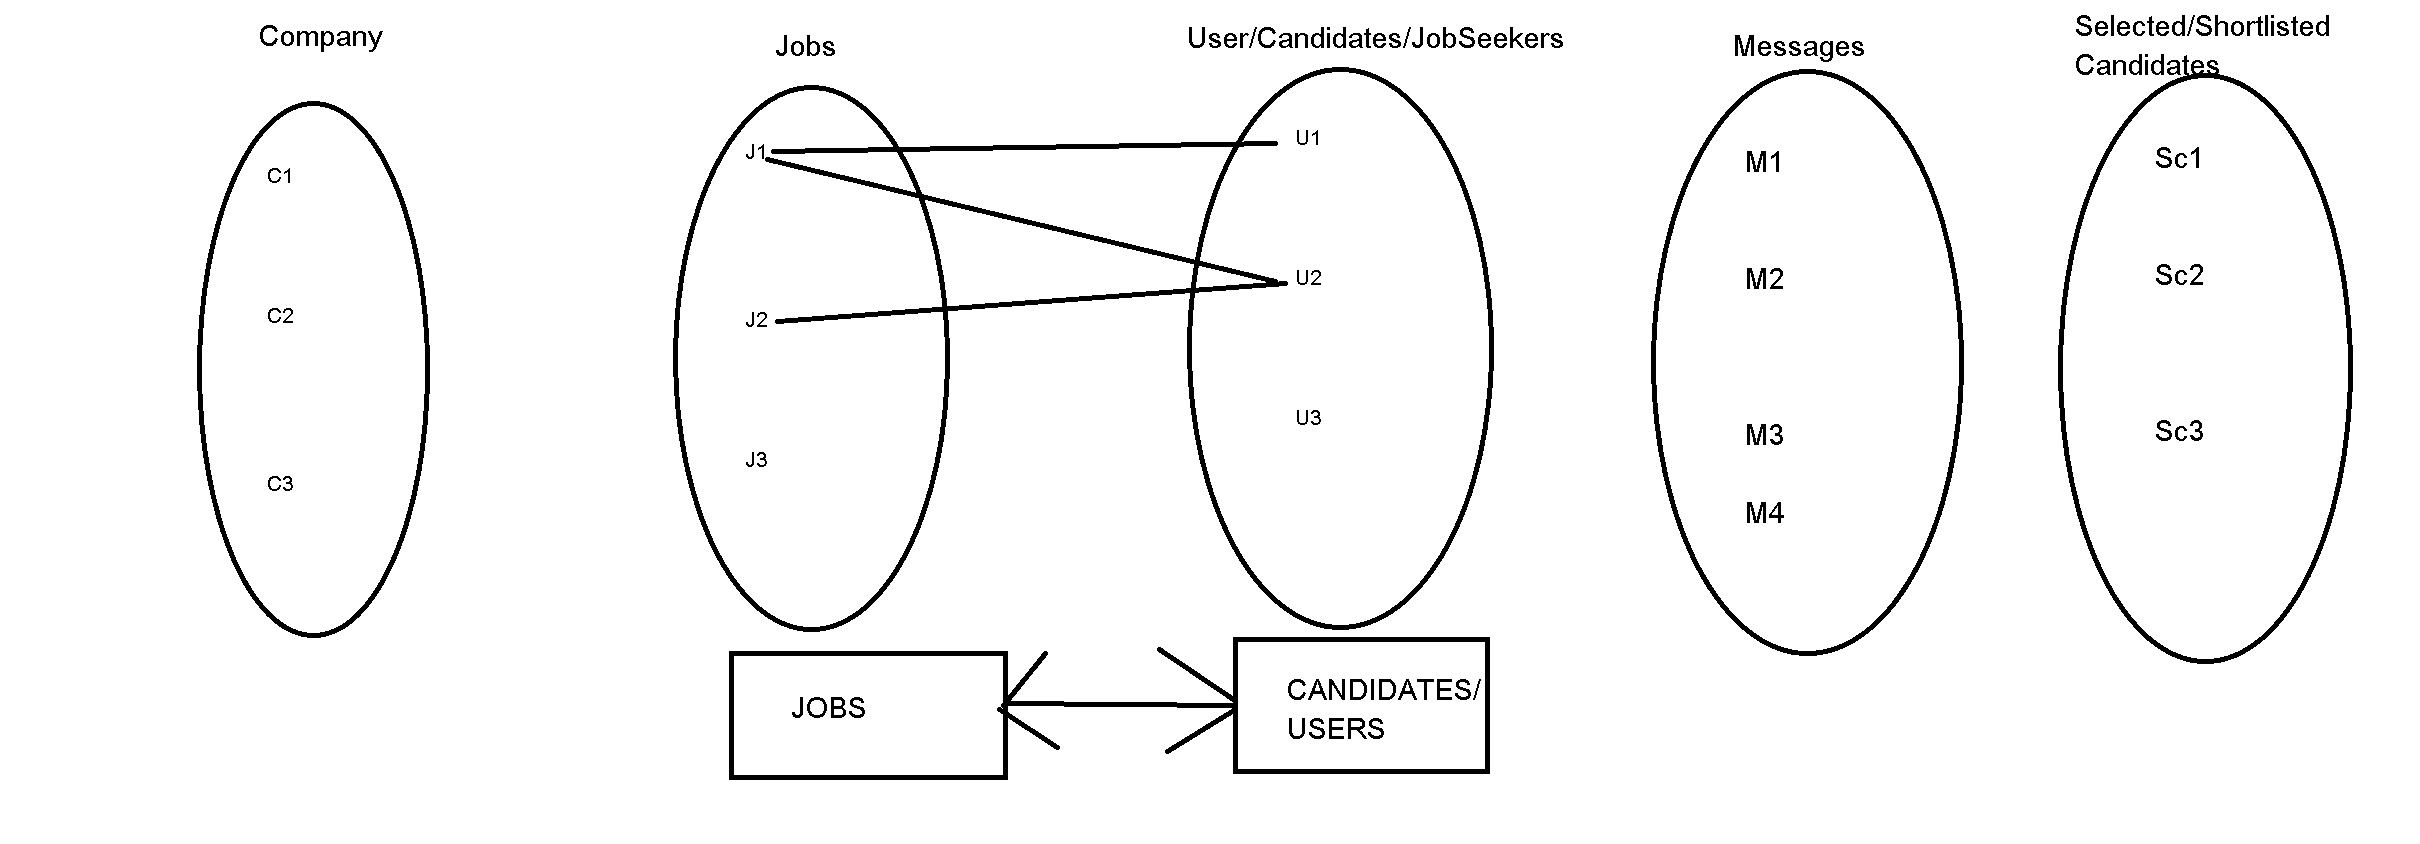 Company
Jobs
User/Candidates/JobSeekers
Messages
Selected/Shortlisted
Candidates
C1
C2
C3
J1
J2
J3
U1
U2
U3
M1
M2
M3
M4
Sc1
Sc2
Sc3
JOBS
CANDIDATES/
USERS